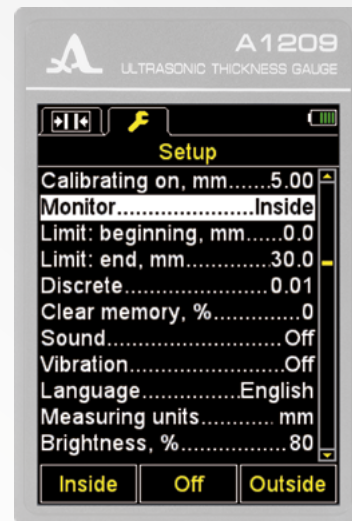 A1209
ULTRASONIC THICKNESS GAUGE
Setup
Calibrating on, mm.......5.00
Monitor......................Inside
Limit: beginning, mm......0.0
Limit: end, mm...............30.0
Discrete........................0.01
Clear memory, %..............0
Sound...........................Off
Vibration.......................Off
Language................English
Measuring units............ mm
Brightness, %.................80
Inside Off Outside